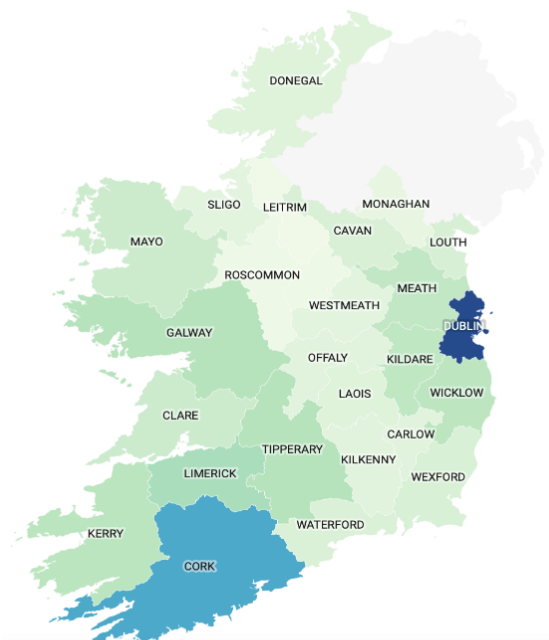 DONEGAL
SLIGO
LEITRIM
MONAGHAN
CAVAN
MAYO
LOUTH
ROSCOMMON
MEATH
WESTMEATH
DUBLIN
GALWAY
OFFALY
KILDARE
LAOIS
WICKLOW
CLARE
CARLOW
TIPPERARY
KILKENNY
LIMERICK
WEXFORD
WATERFORD
KERRY
CORK